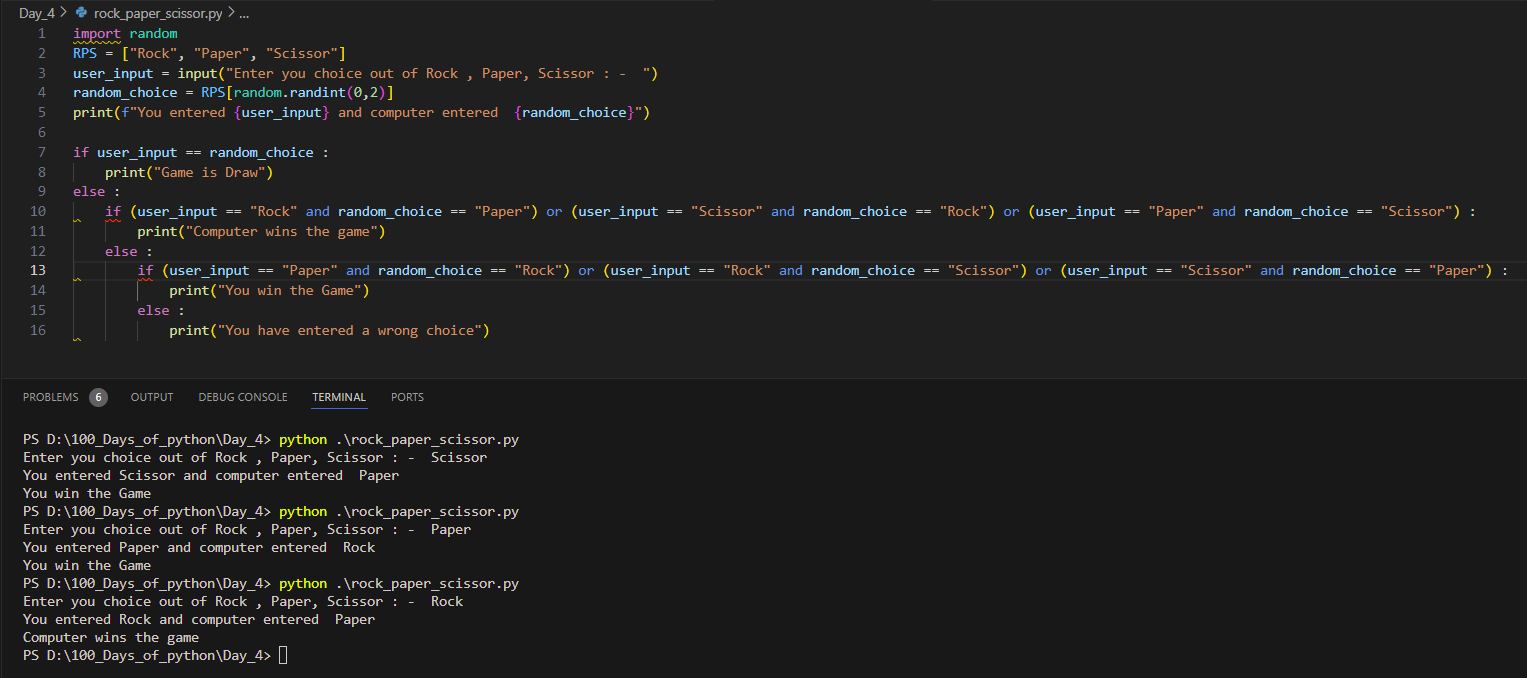 Day_4 > rock_paper_scissor.py > ...
1 import random
2 RPS = ["Rock", "Paper", "Scissor"]
3 user_input = input("Enter you choice out of Rock , Paper, Scissor : -  ")
4 random_choice = RPS[random.randint(0,2)]
5 print(f"You entered {user_input} and computer entered  {random_choice}")
6
7 if user_input == random_choice :
8     print("Game is Draw")
9 else :
10     if (user_input == "Rock" and random_choice == "Paper") or (user_input == "Scissor" and random_choice == "Rock") or (user_input == "Paper" and random_choice == "Scissor") :
11         print("Computer wins the game")
12     else :
13         if (user_input == "Paper" and random_choice == "Rock") or (user_input == "Rock" and random_choice == "Scissor") or (user_input == "Scissor" and random_choice == "Paper") :
14             print("You win the Game")
15         else :
16             print("You have entered a wrong choice")
PROBLEMS 6 OUTPUT DEBUG CONSOLE TERMINAL PORTS
PS D:\100_Days_of_python\Day_4> python .\rock_paper_scissor.py
Enter you choice out of Rock , Paper, Scissor : -  Scissor
You entered Scissor and computer entered  Paper
You win the Game
PS D:\100_Days_of_python\Day_4> python .\rock_paper_scissor.py
Enter you choice out of Rock , Paper, Scissor : -  Paper
You entered Paper and computer entered  Rock
You win the Game
PS D:\100_Days_of_python\Day_4> python .\rock_paper_scissor.py
Enter you choice out of Rock , Paper, Scissor : -  Rock
You entered Rock and computer entered  Paper
Computer wins the game
PS D:\100_Days_of_python\Day_4>